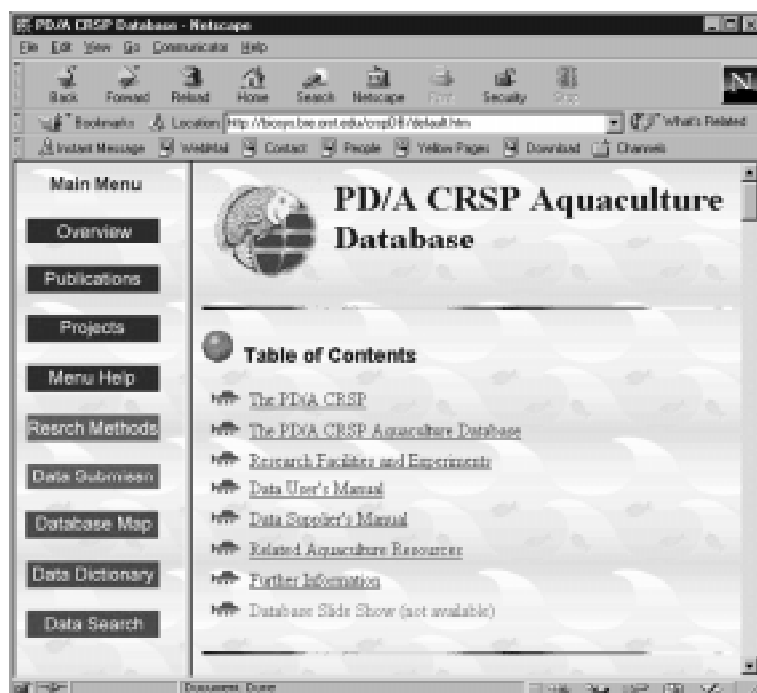 PD/A CRSP Database - Netscape
File Edit View Go Communicator Help
Back Forward Reload Home Search Netscape Print Security Stop
Bookmarks Location What's Related
Instant Message WebMail Contact People Yellow Pages Download Channels
Main Menu
Overview
Publications
Projects
Menu Help
Resrch Methods
Data Submissn
Database Map
Data Dictionary
Data Search
PD/A CRSP Aquaculture
Database
Table of Contents
The PD/A CRSP
The PD/A CRSP Aquaculture Database
Research Facilities and Experiments
Data User's Manual
Data Supplier's Manual
Related Aquaculture Resources
Further Information
Database Slide Show (not available)
Document: Done